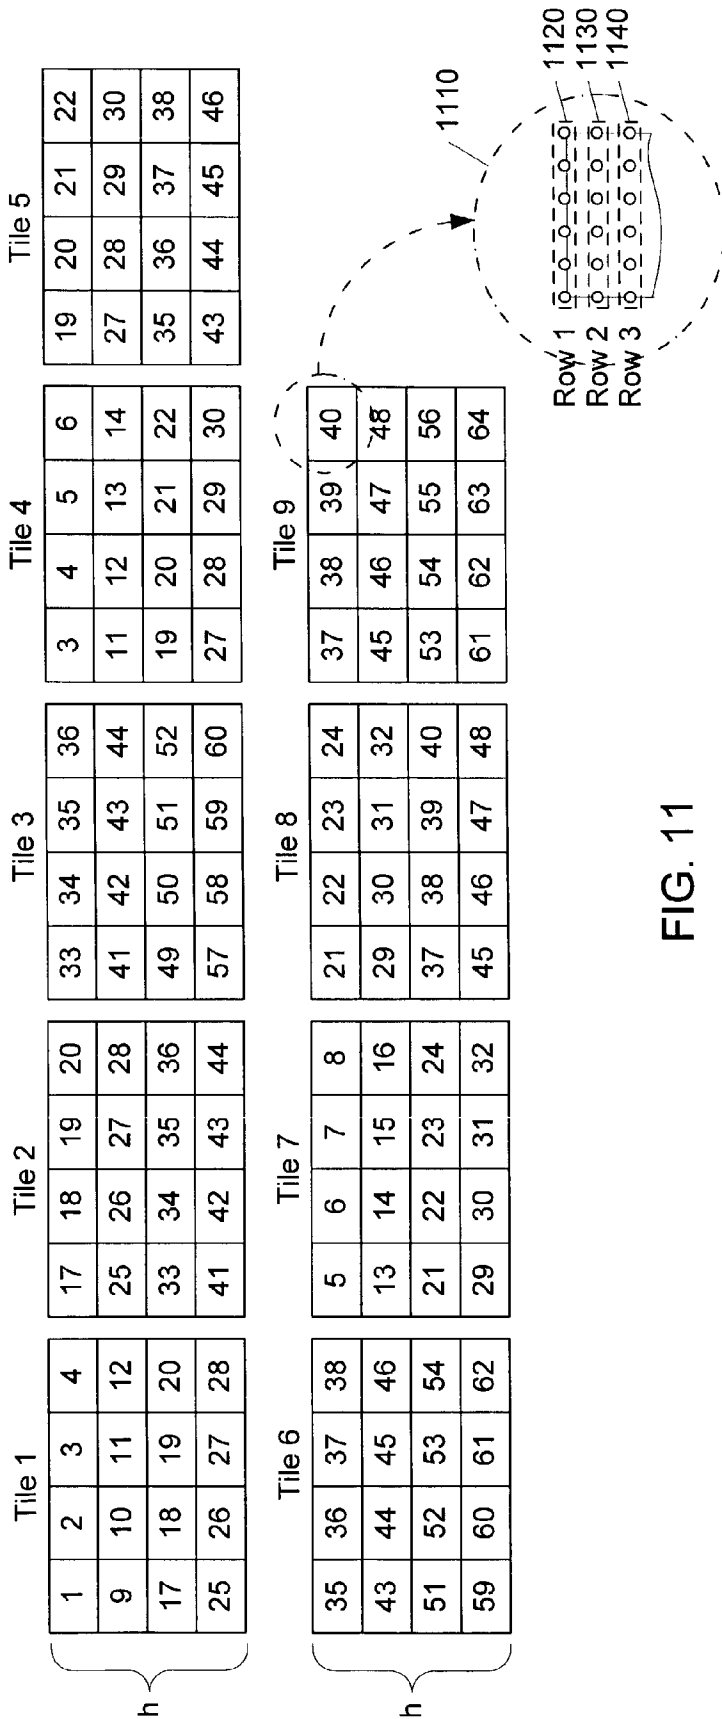 Tile 1 Tile 2 Tile 3 Tile 4 Tile 5
1 2 3 4 17 18 19 20 33 34 35 36 3 4 5 6 19 20 21 22
9 10 11 12 25 26 27 28 41 42 43 44 11 12 13 14 27 28 29 30
17 18 19 20 33 34 35 36 49 50 51 52 19 20 21 22 35 36 37 38
25 26 27 28 41 42 43 44 57 58 59 60 27 28 29 30 43 44 45 46
h
Tile 6 Tile 7 Tile 8 Tile 9
35 36 37 38 5 6 7 8 21 22 23 24 37 38 39 40
43 44 45 46 13 14 15 16 29 30 31 32 45 46 47 48
51 52 53 54 21 22 23 24 37 38 39 40 53 54 55 56
59 60 61 62 29 30 31 32 45 46 47 48 61 62 63 64
h
1110
Row 1 1120
Row 2 1130
Row 3 1140
FIG. 11